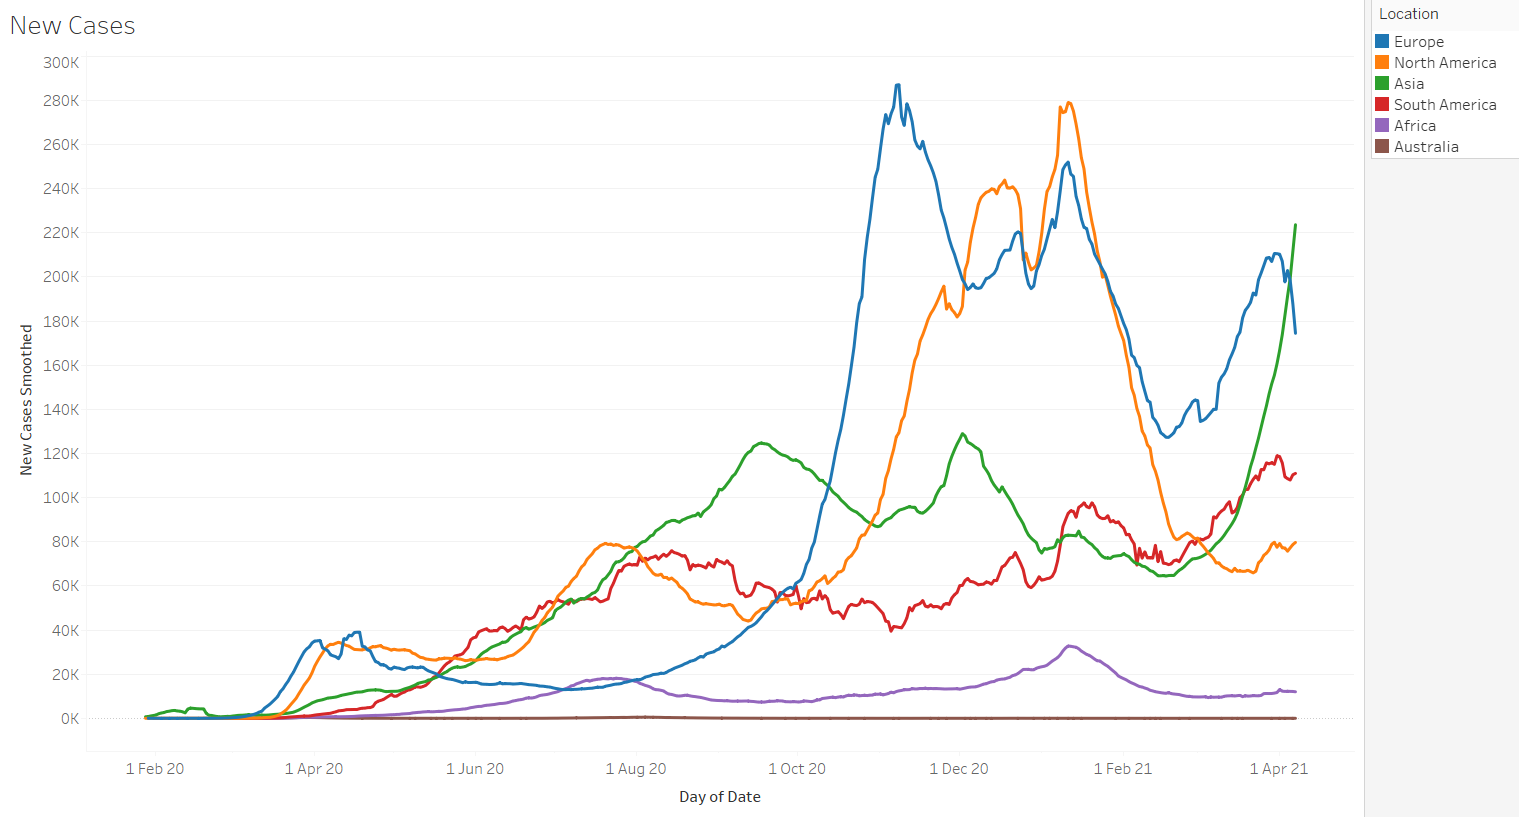 New Cases
Location
Europe
North America
Asia
South America
Africa
Australia
300K
280K
260K
240K
220K
200K
180K
160K
140K
120K
100K
80K
60K
40K
20K
0K
New Cases Smoothed
1 Feb 20
1 Apr 20
1 Jun 20
1 Aug 20
1 Oct 20
1 Dec 20
1 Feb 21
1 Apr 21
Day of Date